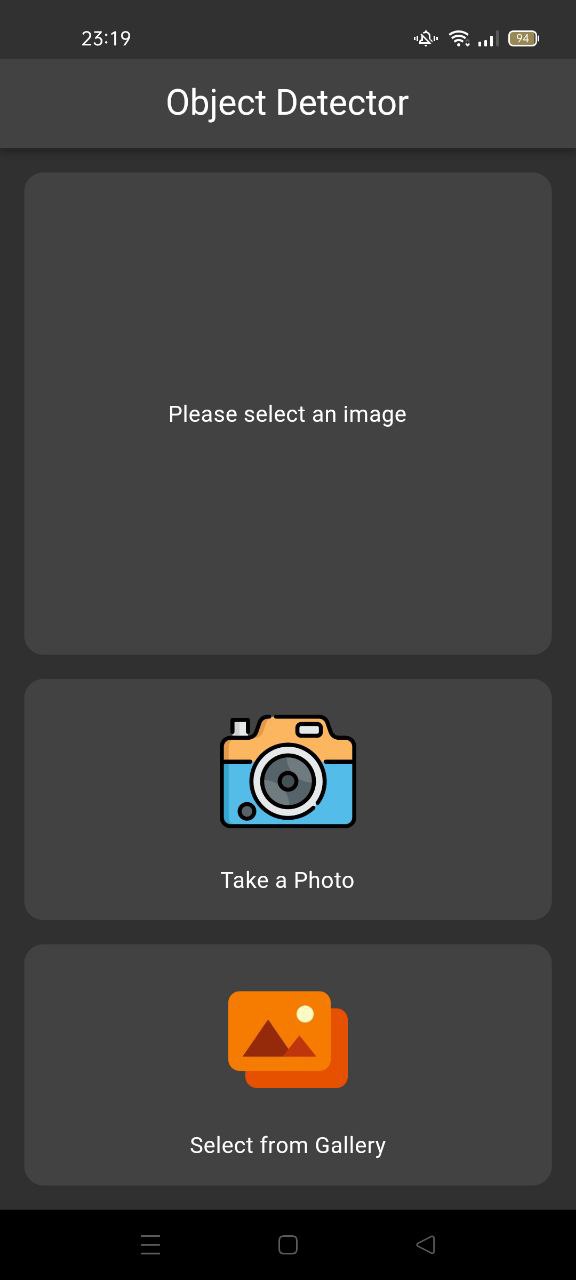 23:19
94
Object Detector
Please select an image
Take a Photo
Select from Gallery